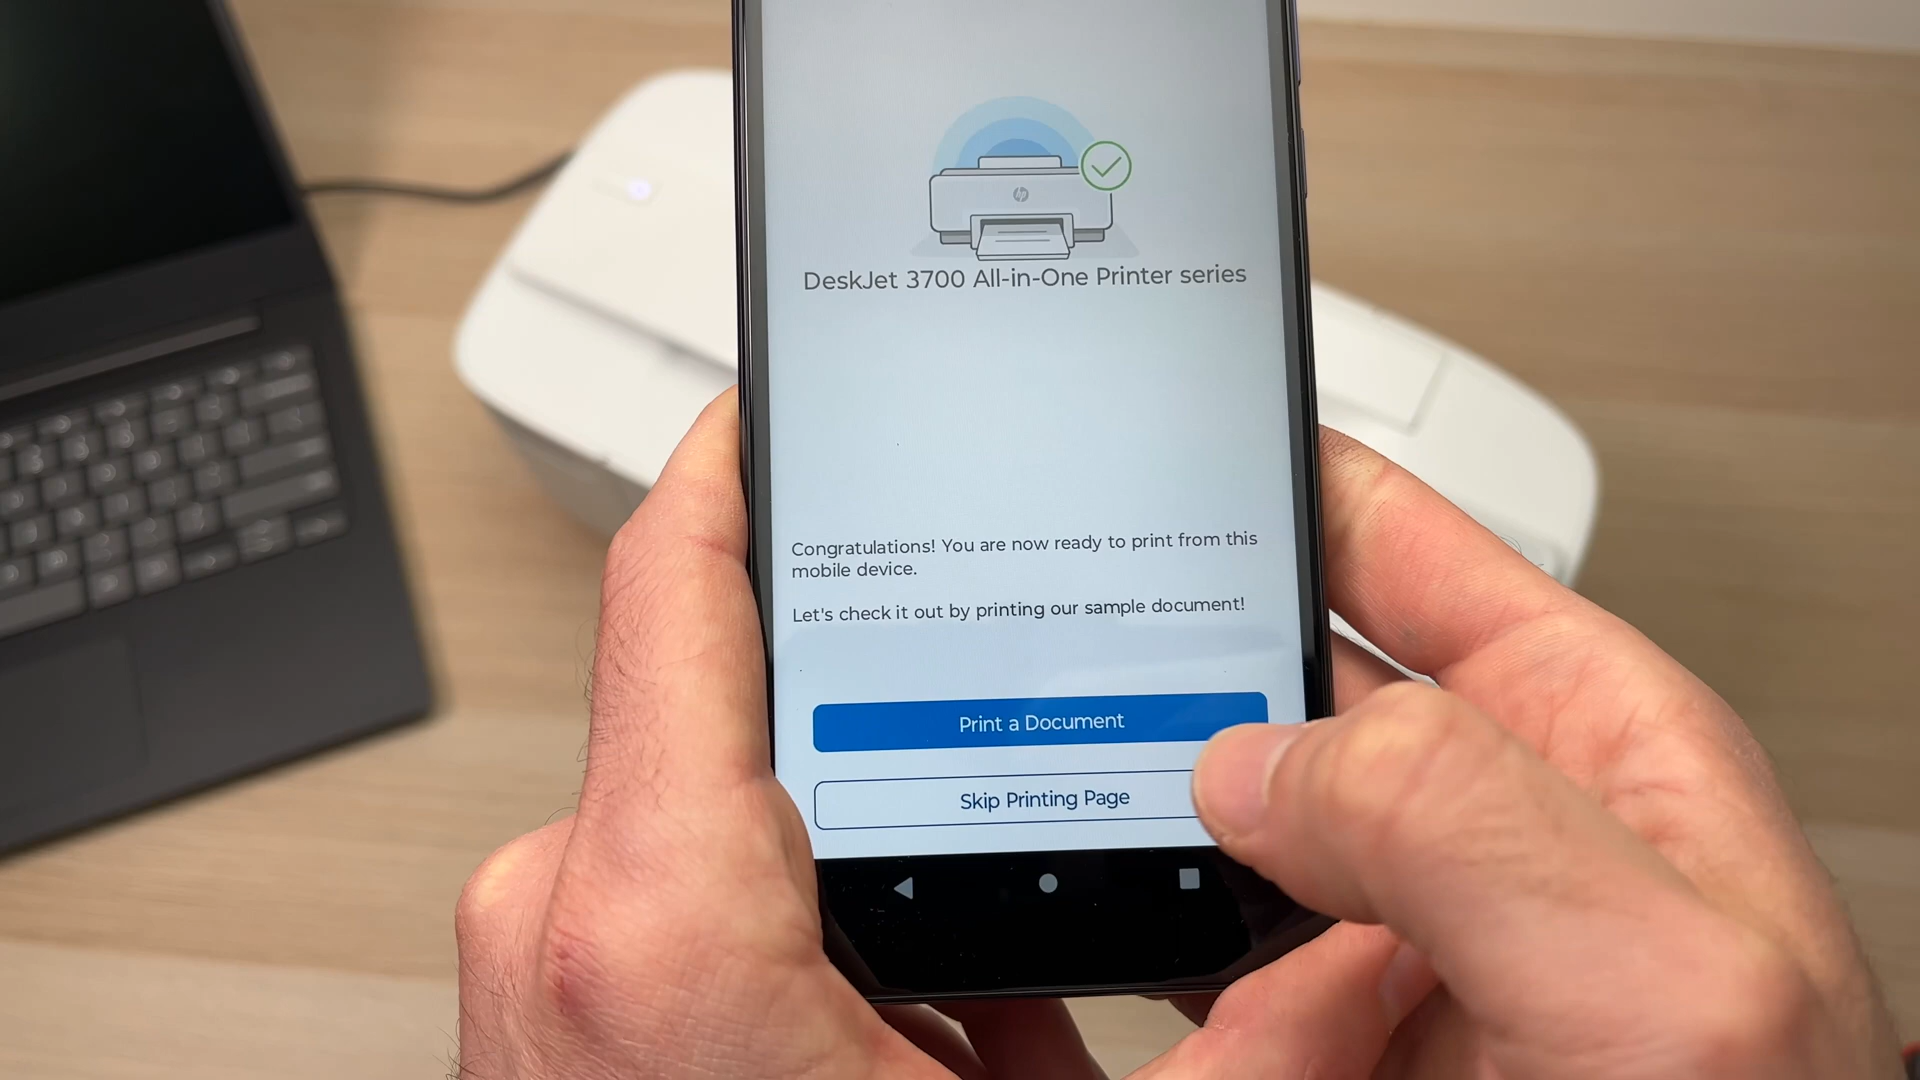 hp
DeskJet 3700 All-in-One Printer series
Congratulations! You are now ready to print from this
mobile device.
Let's check it out by printing our sample document!
Print a Document
Skip Printing Page